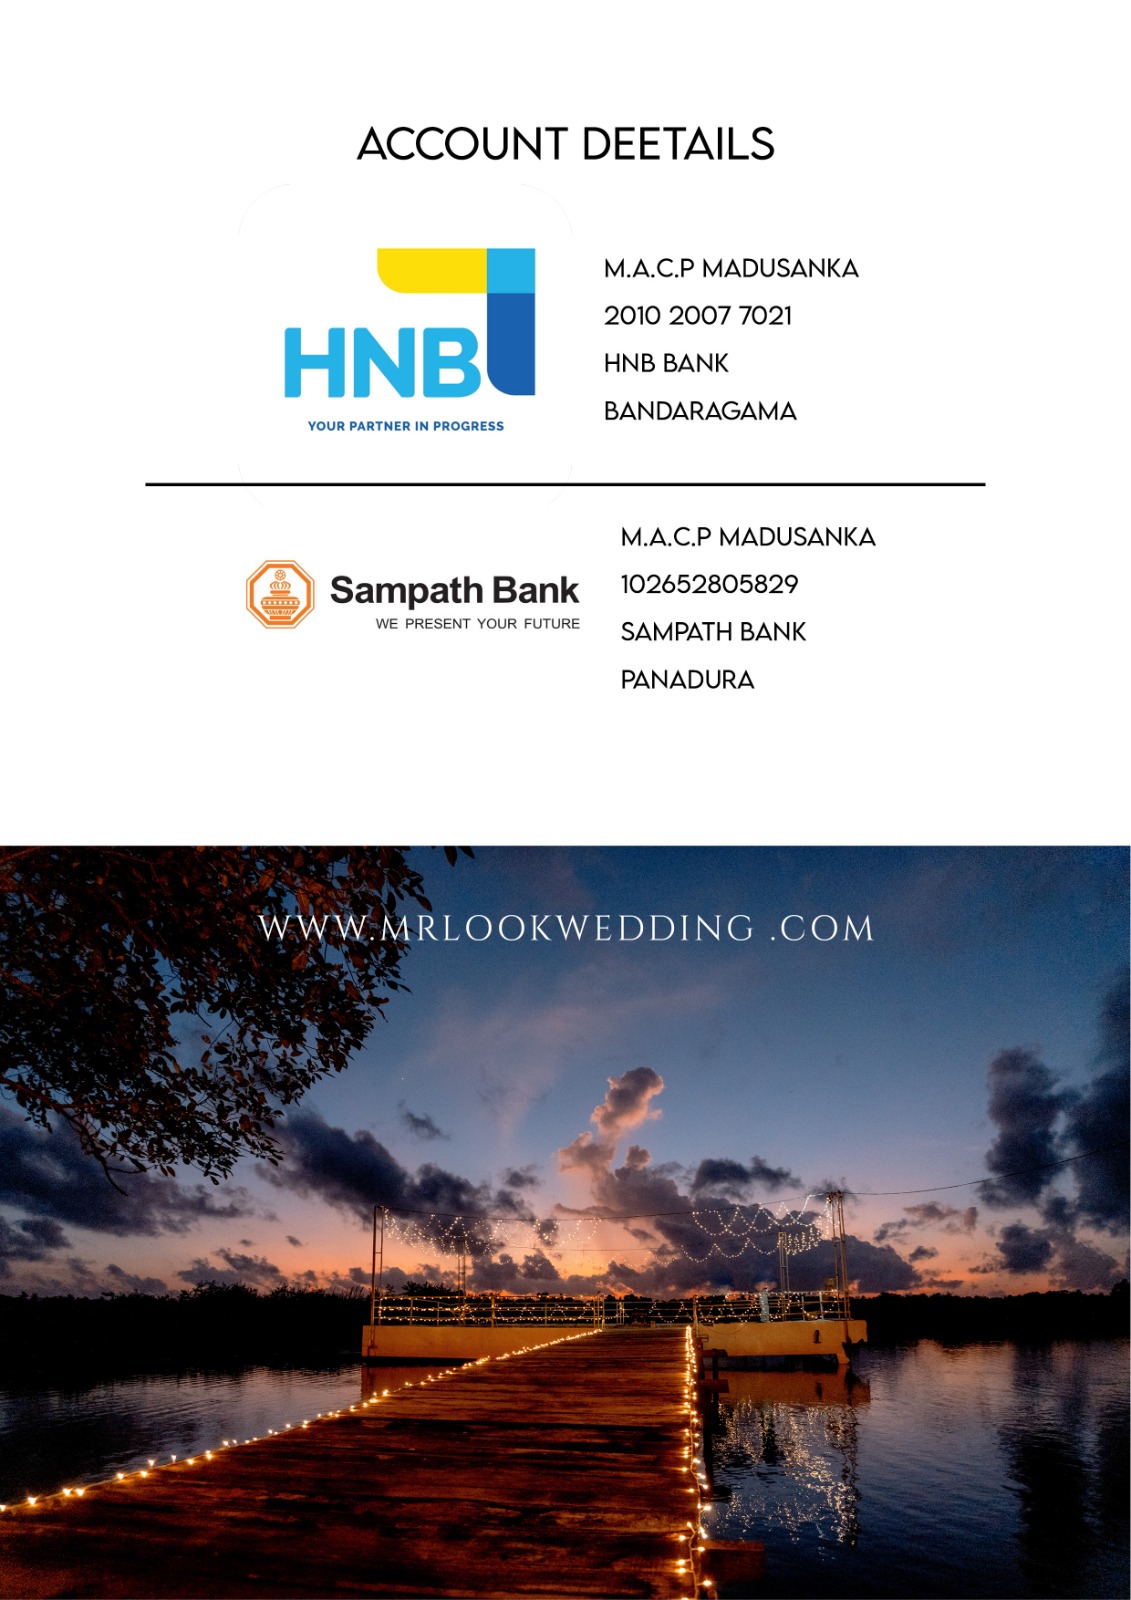 ACCOUNT DEETAILS
HNB
YOUR PARTNER IN PROGRESS
M.A.C.P MADUSANKA
2010 2007 7021
HNB BANK
BANDARAGAMA
Sampath Bank
WE PRESENT YOUR FUTURE
M.A.C.P MADUSANKA
102652805829
SAMPATH BANK
PANADURA
WWW.MRLOOKWEDDING .COM